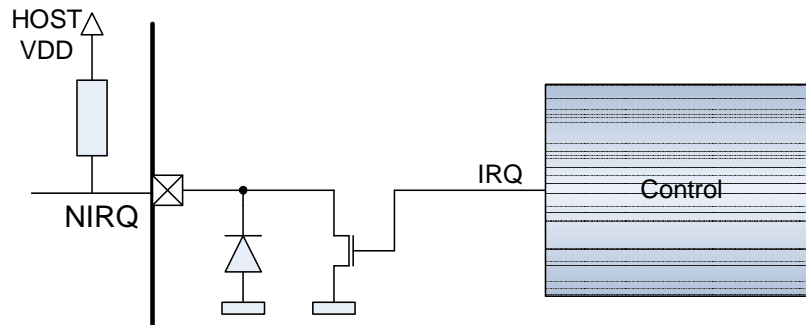 HOST
VDD
NIRQ
IRQ
Control